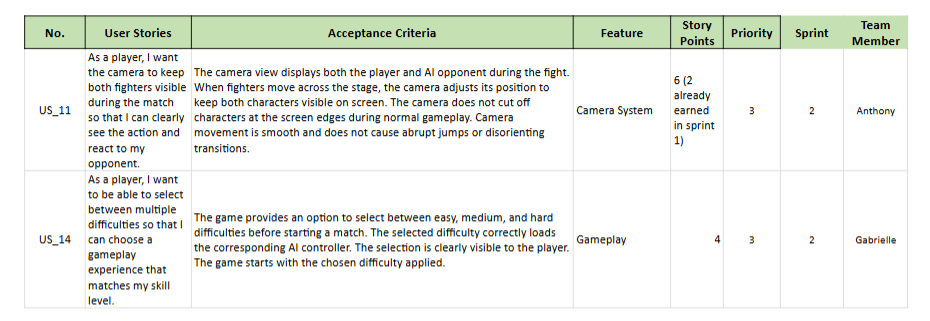 No.
User Stories
Acceptance Criteria
Feature
Story
Points
Priority
Sprint
Team
Member
US_11
As a player, I want
the camera to keep
both fighters visible
during the match
so that I can clearly
see the action and
react to my
opponent.
The camera view displays both the player and AI opponent during the fight.
When fighters move across the stage, the camera adjusts its position to
keep both characters visible on screen. The camera does not cut off
characters at the screen edges during normal gameplay. Camera
movement is smooth and does not cause abrupt jumps or disorienting
transitions.
Camera System
6 (2
already
earned
in sprint
1)
3
2
Anthony
US_14
As a player, I want
to be able to select
between multiple
difficulties so that I
can choose a
gameplay
experience that
matches my skill
level.
The game provides an option to select between easy, medium, and hard
difficulties before starting a match. The selected difficulty correctly loads
the corresponding AI controller. The selection is clearly visible to the player.
The game starts with the chosen difficulty applied.
Gameplay
4
3
2
Gabrielle